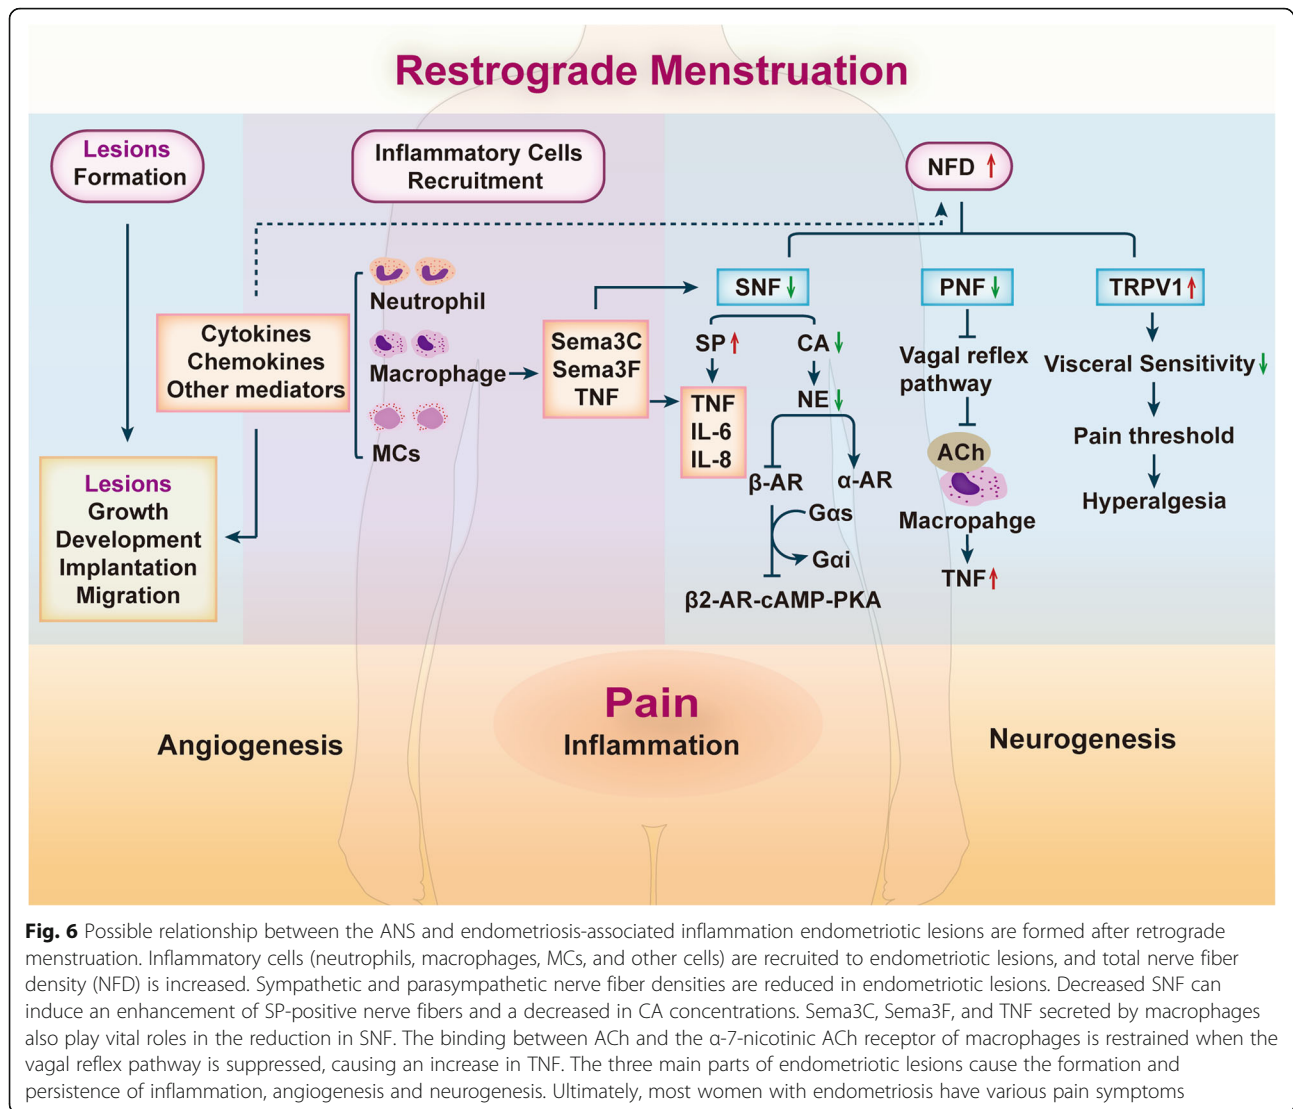 Restrograde Menstruation
Lesions
Formation
Inflammatory Cells
Recruitment
NFD ↑
Neutrophil
Macrophage
MCs
Cytokines
Chemokines
Other mediators
Lesions
Growth
Development
Implantation
Migration
Sema3C
Sema3F
TNF
SNF↓
SP↑
CA↓
TNF
IL-6
IL-8
NE↓
β-AR
α-AR
Gαs
Gαi
β2-AR-cAMP-PKA
PNF↓
Vagal reflex
pathway
ACh
Macropahge
TNF↑
TRPV1↑
Visceral Sensitivity↓
Pain threshold
Hyperalgesia
Angiogenesis
Pain
Inflammation
Neurogenesis
Fig. 6 Possible relationship between the ANS and endometriosis-associated inflammation endometriotic lesions are formed after retrograde
menstruation. Inflammatory cells (neutrophils, macrophages, MCs, and other cells) are recruited to endometriotic lesions, and total nerve fiber
density (NFD) is increased. Sympathetic and parasympathetic nerve fiber densities are reduced in endometriotic lesions. Decreased SNF can
induce an enhancement of SP-positive nerve fibers and a decreased in CA concentrations. Sema3C, Sema3F, and TNF secreted by macrophages
also play vital roles in the reduction in SNF. The binding between ACh and the α-7-nicotinic ACh receptor of macrophages is restrained when the
vagal reflex pathway is suppressed, causing an increase in TNF. The three main parts of endometriotic lesions cause the formation and
persistence of inflammation, angiogenesis and neurogenesis. Ultimately, most women with endometriosis have various pain symptoms